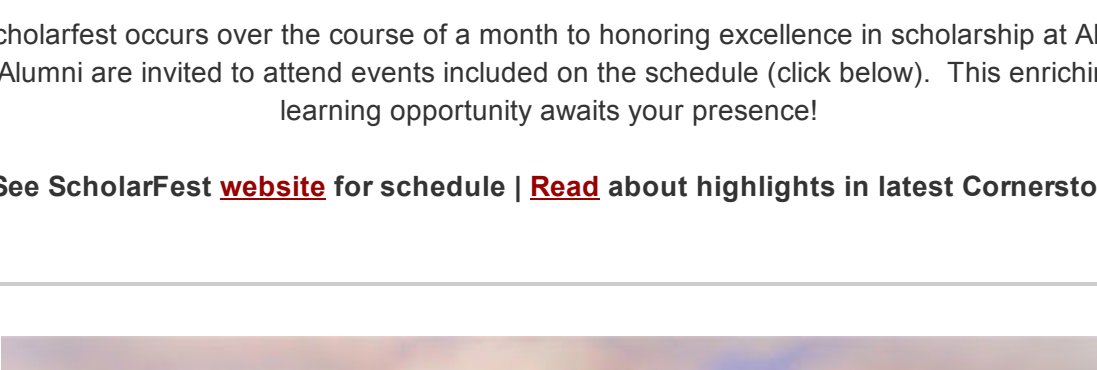 cholarfest occurs over the course of a month to honoring excellence in scholarship at Al
Alumni are invited to attend events included on the schedule (click below).  This enrichin
learning opportunity awaits your presence!
See ScholarFest website for schedule | Read about highlights in latest Cornersto